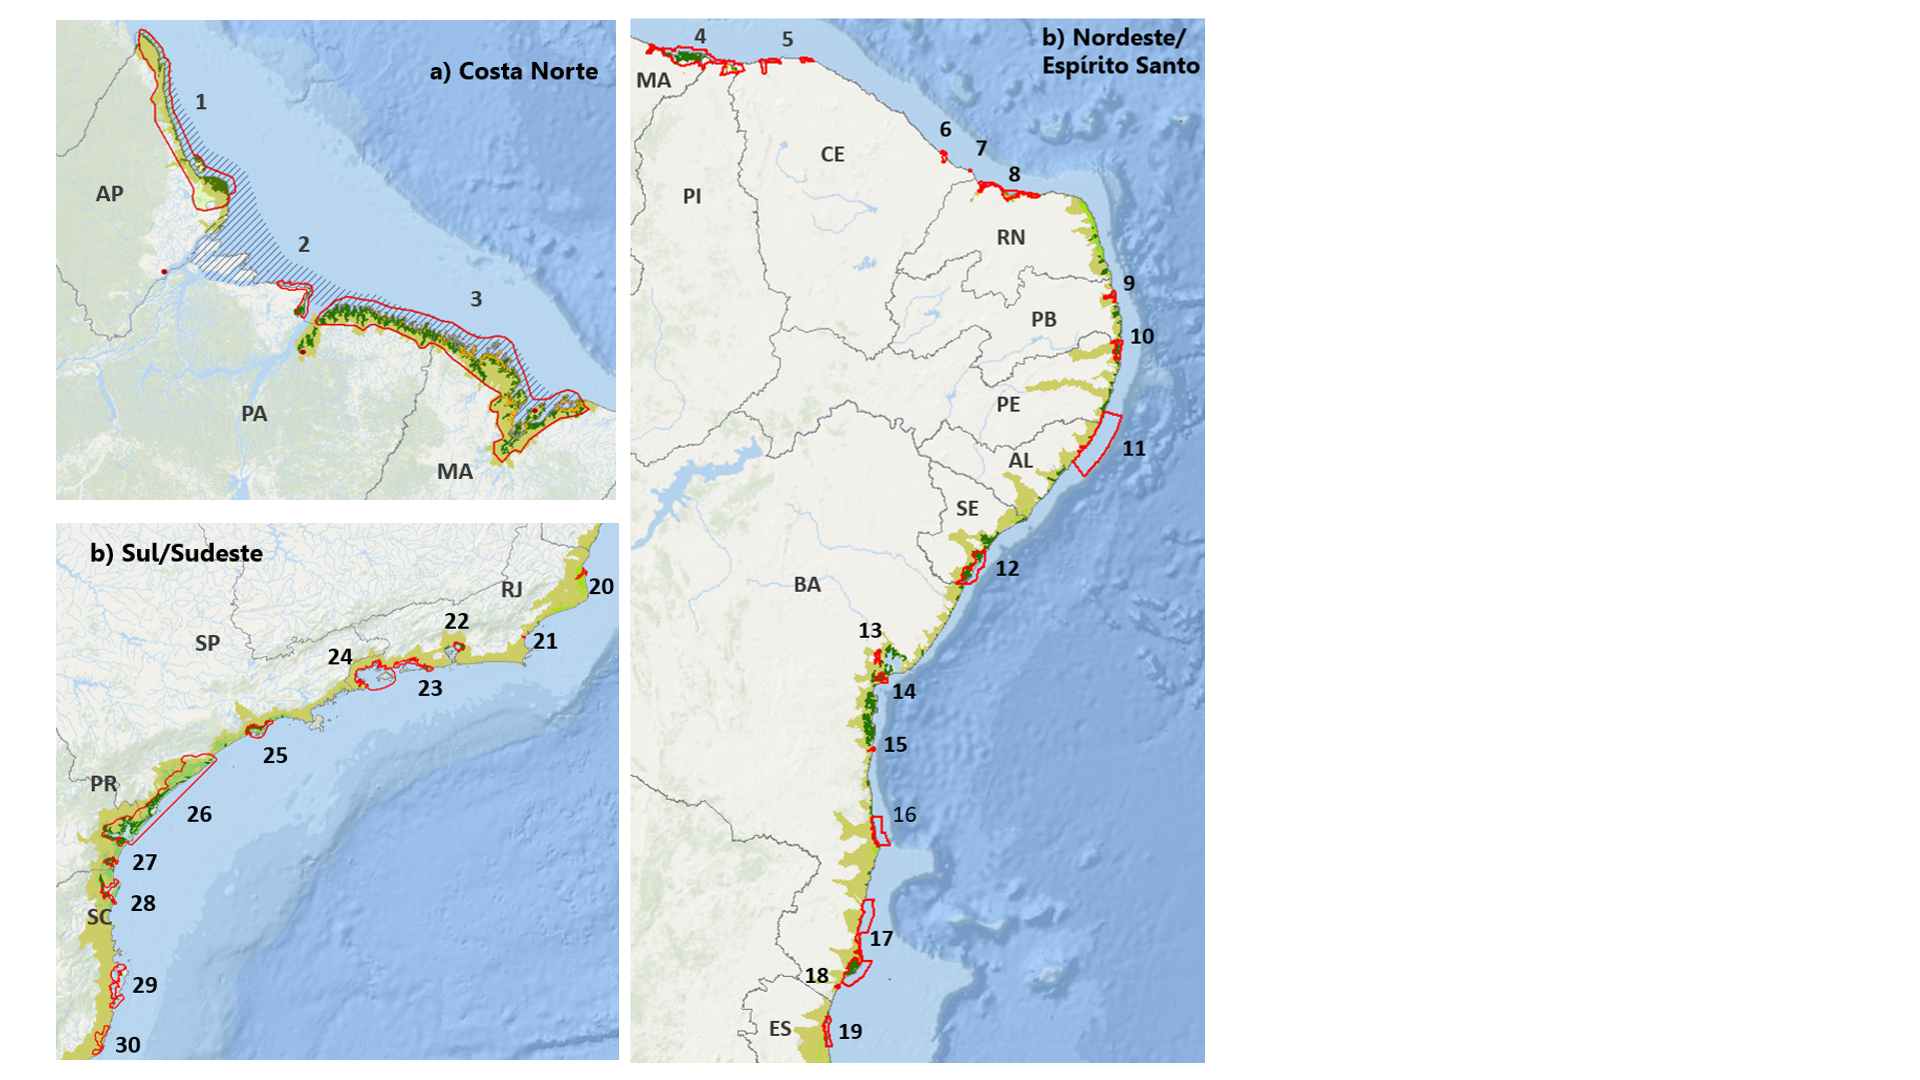 a) Costa Norte
1
AP
2
3
PA
MA
b) Sul/Sudeste
RJ
20
SP
22
21
24
23
25
PR
26
27
28
SC
29
30
b) Nordeste/
Espírito Santo
4
5
MA
6
7
CE
8
PI
RN
9
PB
10
PE
11
AL
SE
12
BA
13
14
15
16
17
18
ES
19